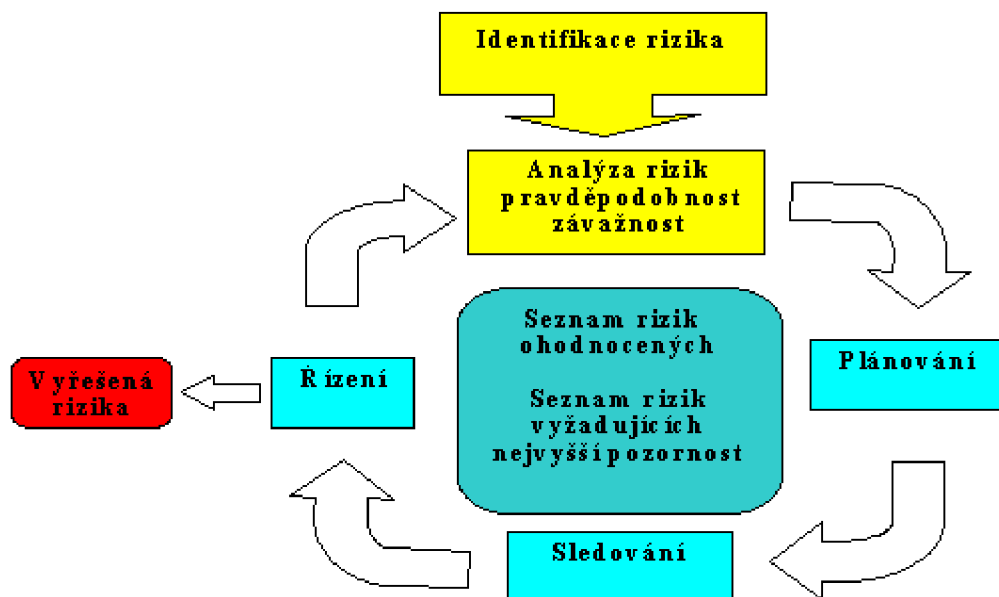 Identifikace rizika
Analýza rizik
pravděpodobnost
závažnost
Seznam rizik
ohodnocených
Seznam rizik
vyžadujících
nejvyšší pozornost
Plánování
Sledování
Řízení
Vyřešená
rizika